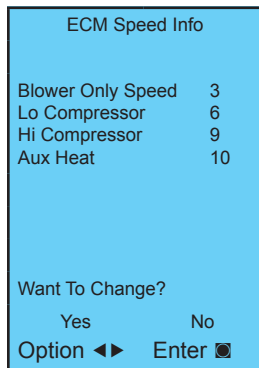 ECM Speed Info
Blower Only Speed 3
Lo Compressor 6
Hi Compressor 9
Aux Heat 10
Want To Change?
Yes No
Option ◄► Enter ◙